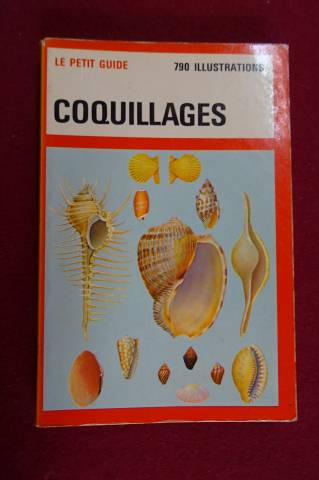 LE PETIT GUIDE 790 ILLUSTRATIONS
COQUILLAGES